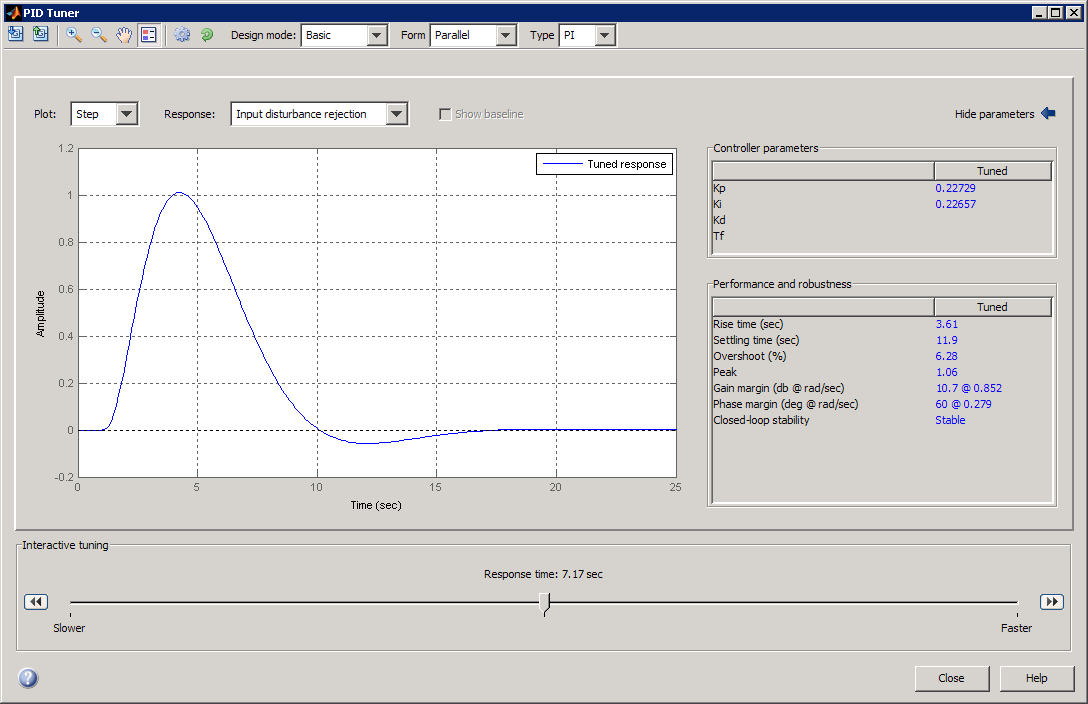 PID Tuner
Design mode: Basic Form Parallel Type PI
Plot: Step Response: Input disturbance rejection Show baseline Hide parameters
Tuned response
1.2
1
0.8
0.6
0.4
0.2
0
-0.2
Amplitude
0 5 10 15 20 25
Time (sec)
Controller parameters
Tuned
Kp 0.22729
Ki 0.22657
Kd
Tf
Performance and robustness
Tuned
Rise time (sec) 3.61
Settling time (sec) 11.9
Overshoot (%) 6.28
Peak 1.06
Gain margin (db @ rad/sec) 10.7 @ 0.852
Phase margin (deg @ rad/sec) 60 @ 0.279
Closed-loop stability Stable
Interactive tuning
Response time: 7.17 sec
Slower Faster
?
Close Help